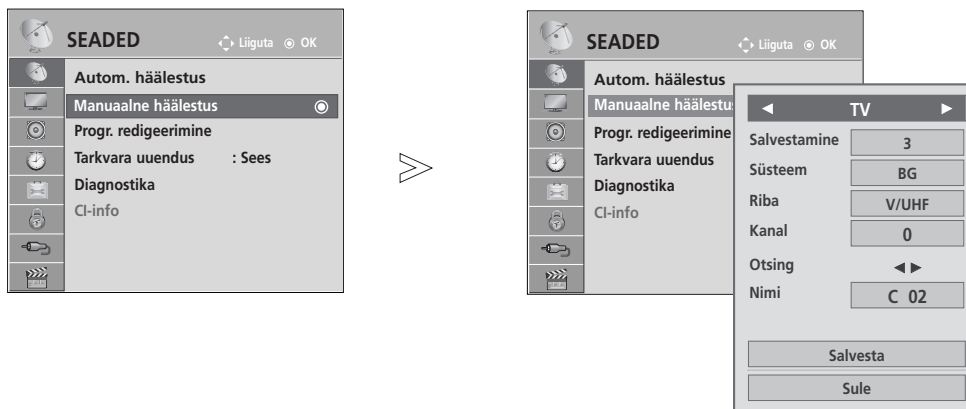 SEADED Liiguta OK
Autom. häälestus
Manuaalne häälestus
Progr. redigeerimine
Tarkvara uuendus : Sees
Diagnostika
CI-info
SEADED Liiguta OK
Autom. häälestus
Manuaalne häälestu
Progr. redigeerimine
Tarkvara uuendus
Diagnostika
CI-info
◄ TV ►
Salvestamine 3
Süsteem BG
Riba V/UHF
Kanal 0
Otsing ◄►
Nimi C 02
Salvesta
Sule